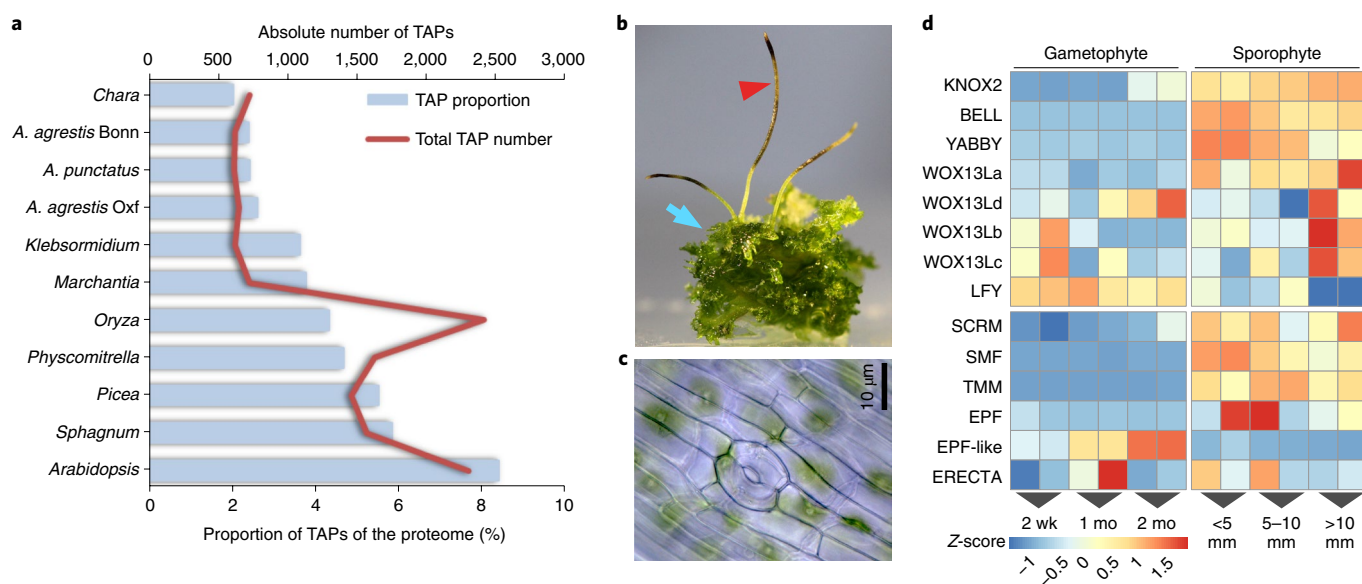 a
Absolute number of TAPs
0 500 1,000 1,500 2,000 2,500 3,000
Chara
A. agrestis Bonn
A. punctatus
A. agrestis Oxf
Klebsormidium
Marchantia
Oryza
Physcomitrella
Picea
Sphagnum
Arabidopsis
TAP proportion
Total TAP number
0 2 4 6 8 10
Proportion of TAPs of the proteome (%)
b
c
10 µm
d
Gametophyte Sporophyte
KNOX2
BELL
YABBY
WOX13La
WOX13Ld
WOX13Lb
WOX13Lc
LFY
SCRM
SMF
TMM
EPF
EPF-like
ERECTA
2 wk 1 mo 2 mo <5 mm 5–10 mm >10 mm
Z-score
–1 –0.5 0 0.5 1 1.5